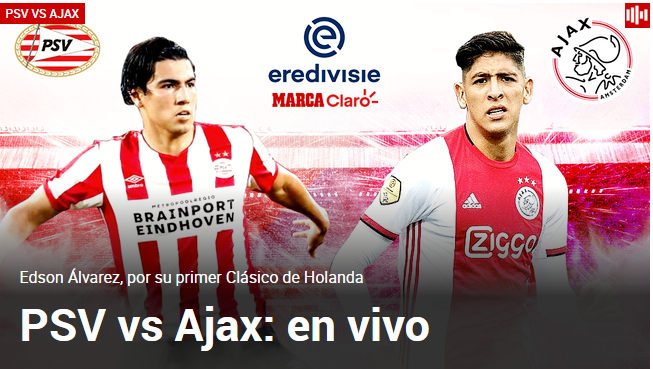 PSV VS AJAX
PSV
eredivisie
MARCA Claro
AJAX
AMSTERDAM
umbro
METROPOOLREGIO
BRAINPORT
EINDHOVEN
adidas
ZIGGO
Edson Álvarez, por su primer Clásico de Holanda
PSV vs Ajax: en vivo